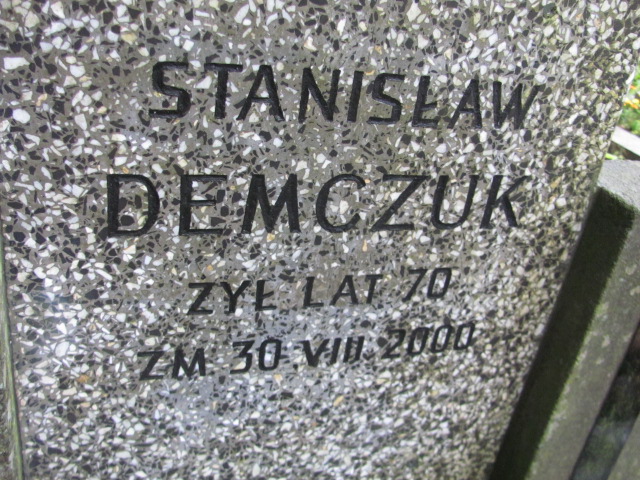 STANISŁAW
DEMCZUK
ŻYŁ LAT 70
ZM 30 VIII 2000